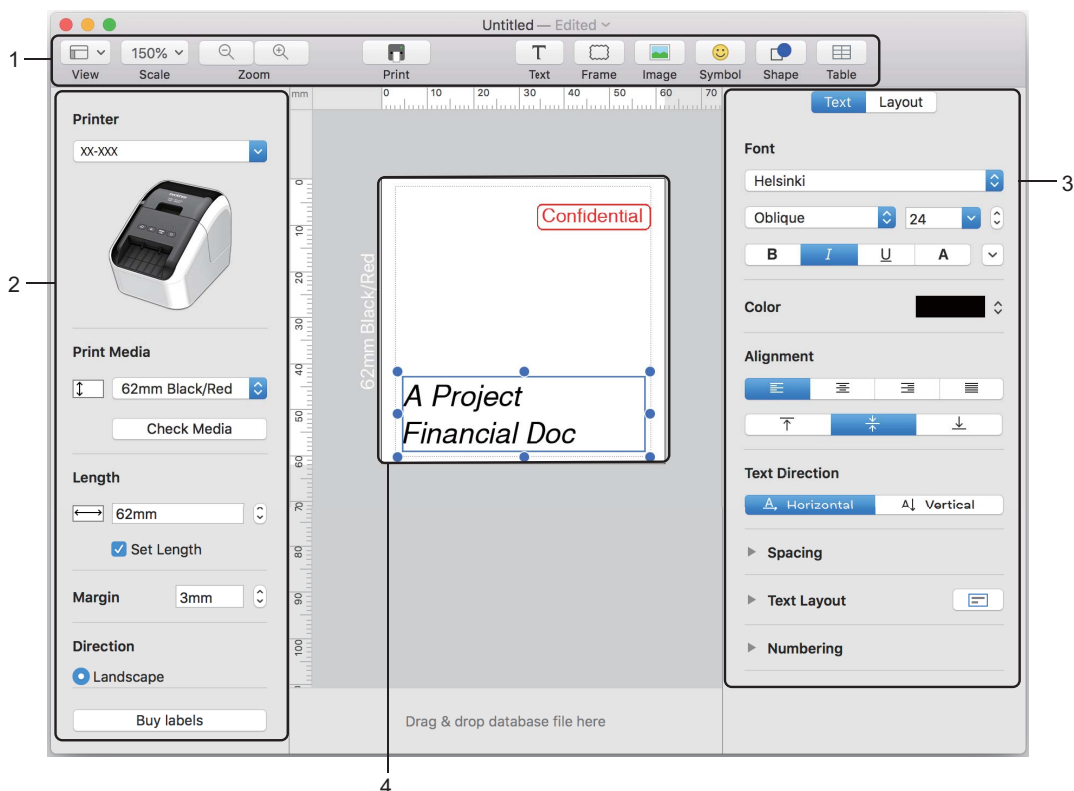 Untitled — Edited
1
150%
View Scale Zoom Print Text Frame Image Symbol Shape Table
2
Printer
XX-XXX
Print Media
62mm Black/Red
Check Media
Length
62mm
Set Length
Margin 3mm
Direction
Landscape
Buy labels
mm 0 10 20 30 40 50 60 70
0
10
20
30
40
50
60
70
80
90
100
62mm Black/Red
Confidential
A Project
Financial Doc
Drag & drop database file here
4
3
Text Layout
Font
Helsinki
Oblique 24
B I U A
Color
Alignment
Text Direction
A Horizontal A Vertical
Spacing
Text Layout
Numbering